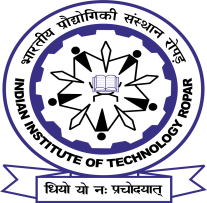 भारतीय प्रौद्योगिकी संस्थान रोपड़
INDIAN INSTITUTE OF TECHNOLOGY ROPAR
धियो यो नः प्रचोदयात्